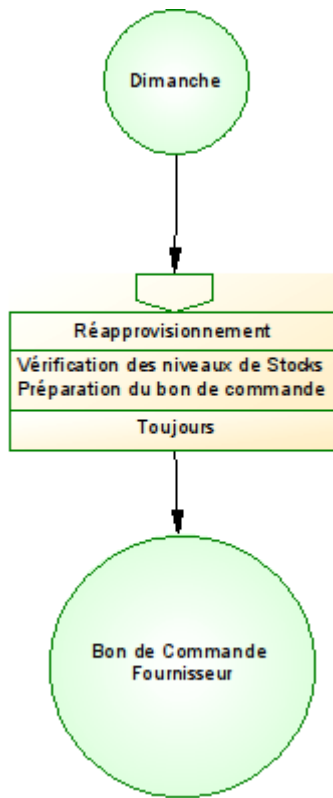 Dimanche
Réapprovisionnement
Vérification des niveaux de Stocks
Préparation du bon de commande
Toujours
Bon de Commande
Fournisseur